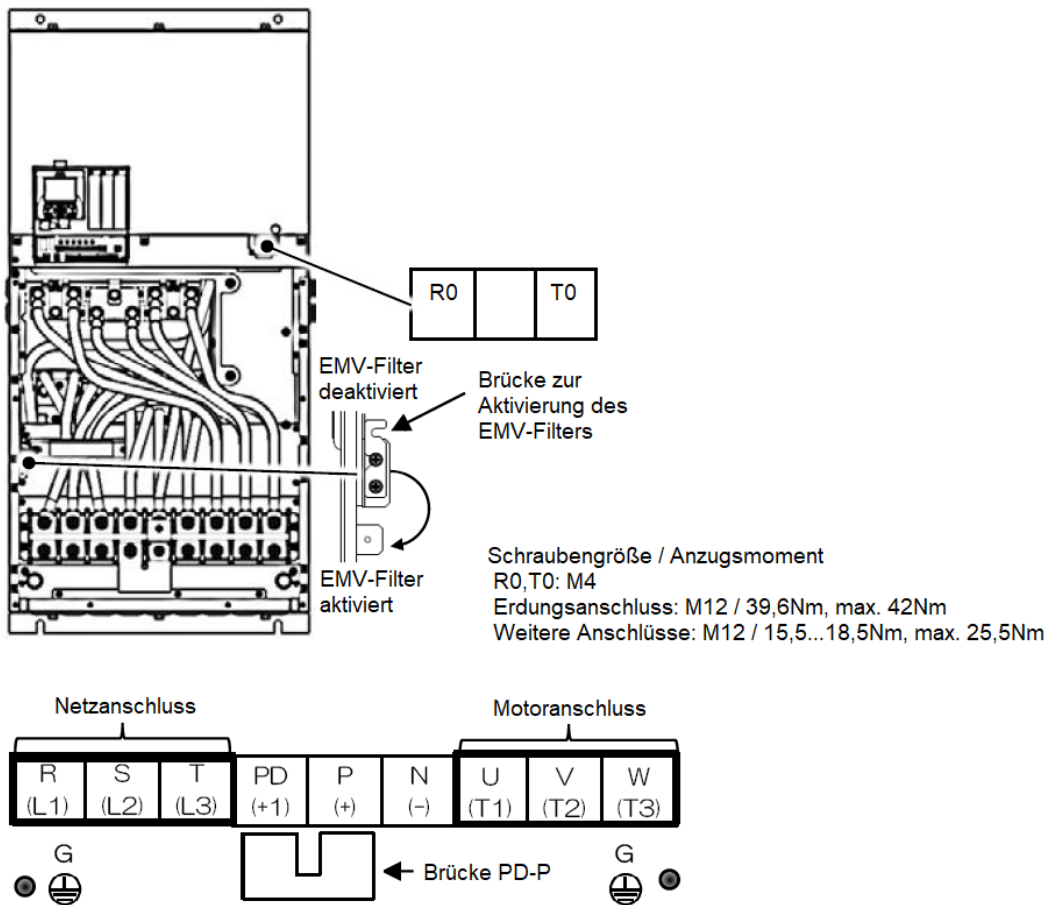 R0 T0
EMV-Filter
deaktiviert
Brücke zur
Aktivierung des
EMV-Filters
EMV-Filter
aktiviert
Schraubengröße / Anzugsmoment
R0,T0: M4
Erdungsanschluss: M12 / 39,6Nm, max. 42Nm
Weitere Anschlüsse: M12 / 15,5...18,5Nm, max. 25,5Nm
Netzanschluss Motoranschluss
R S T PD P N U V W
(L1) (L2) (L3) (+1) (+) (-) (T1) (T2) (T3)
G G
Brücke PD-P